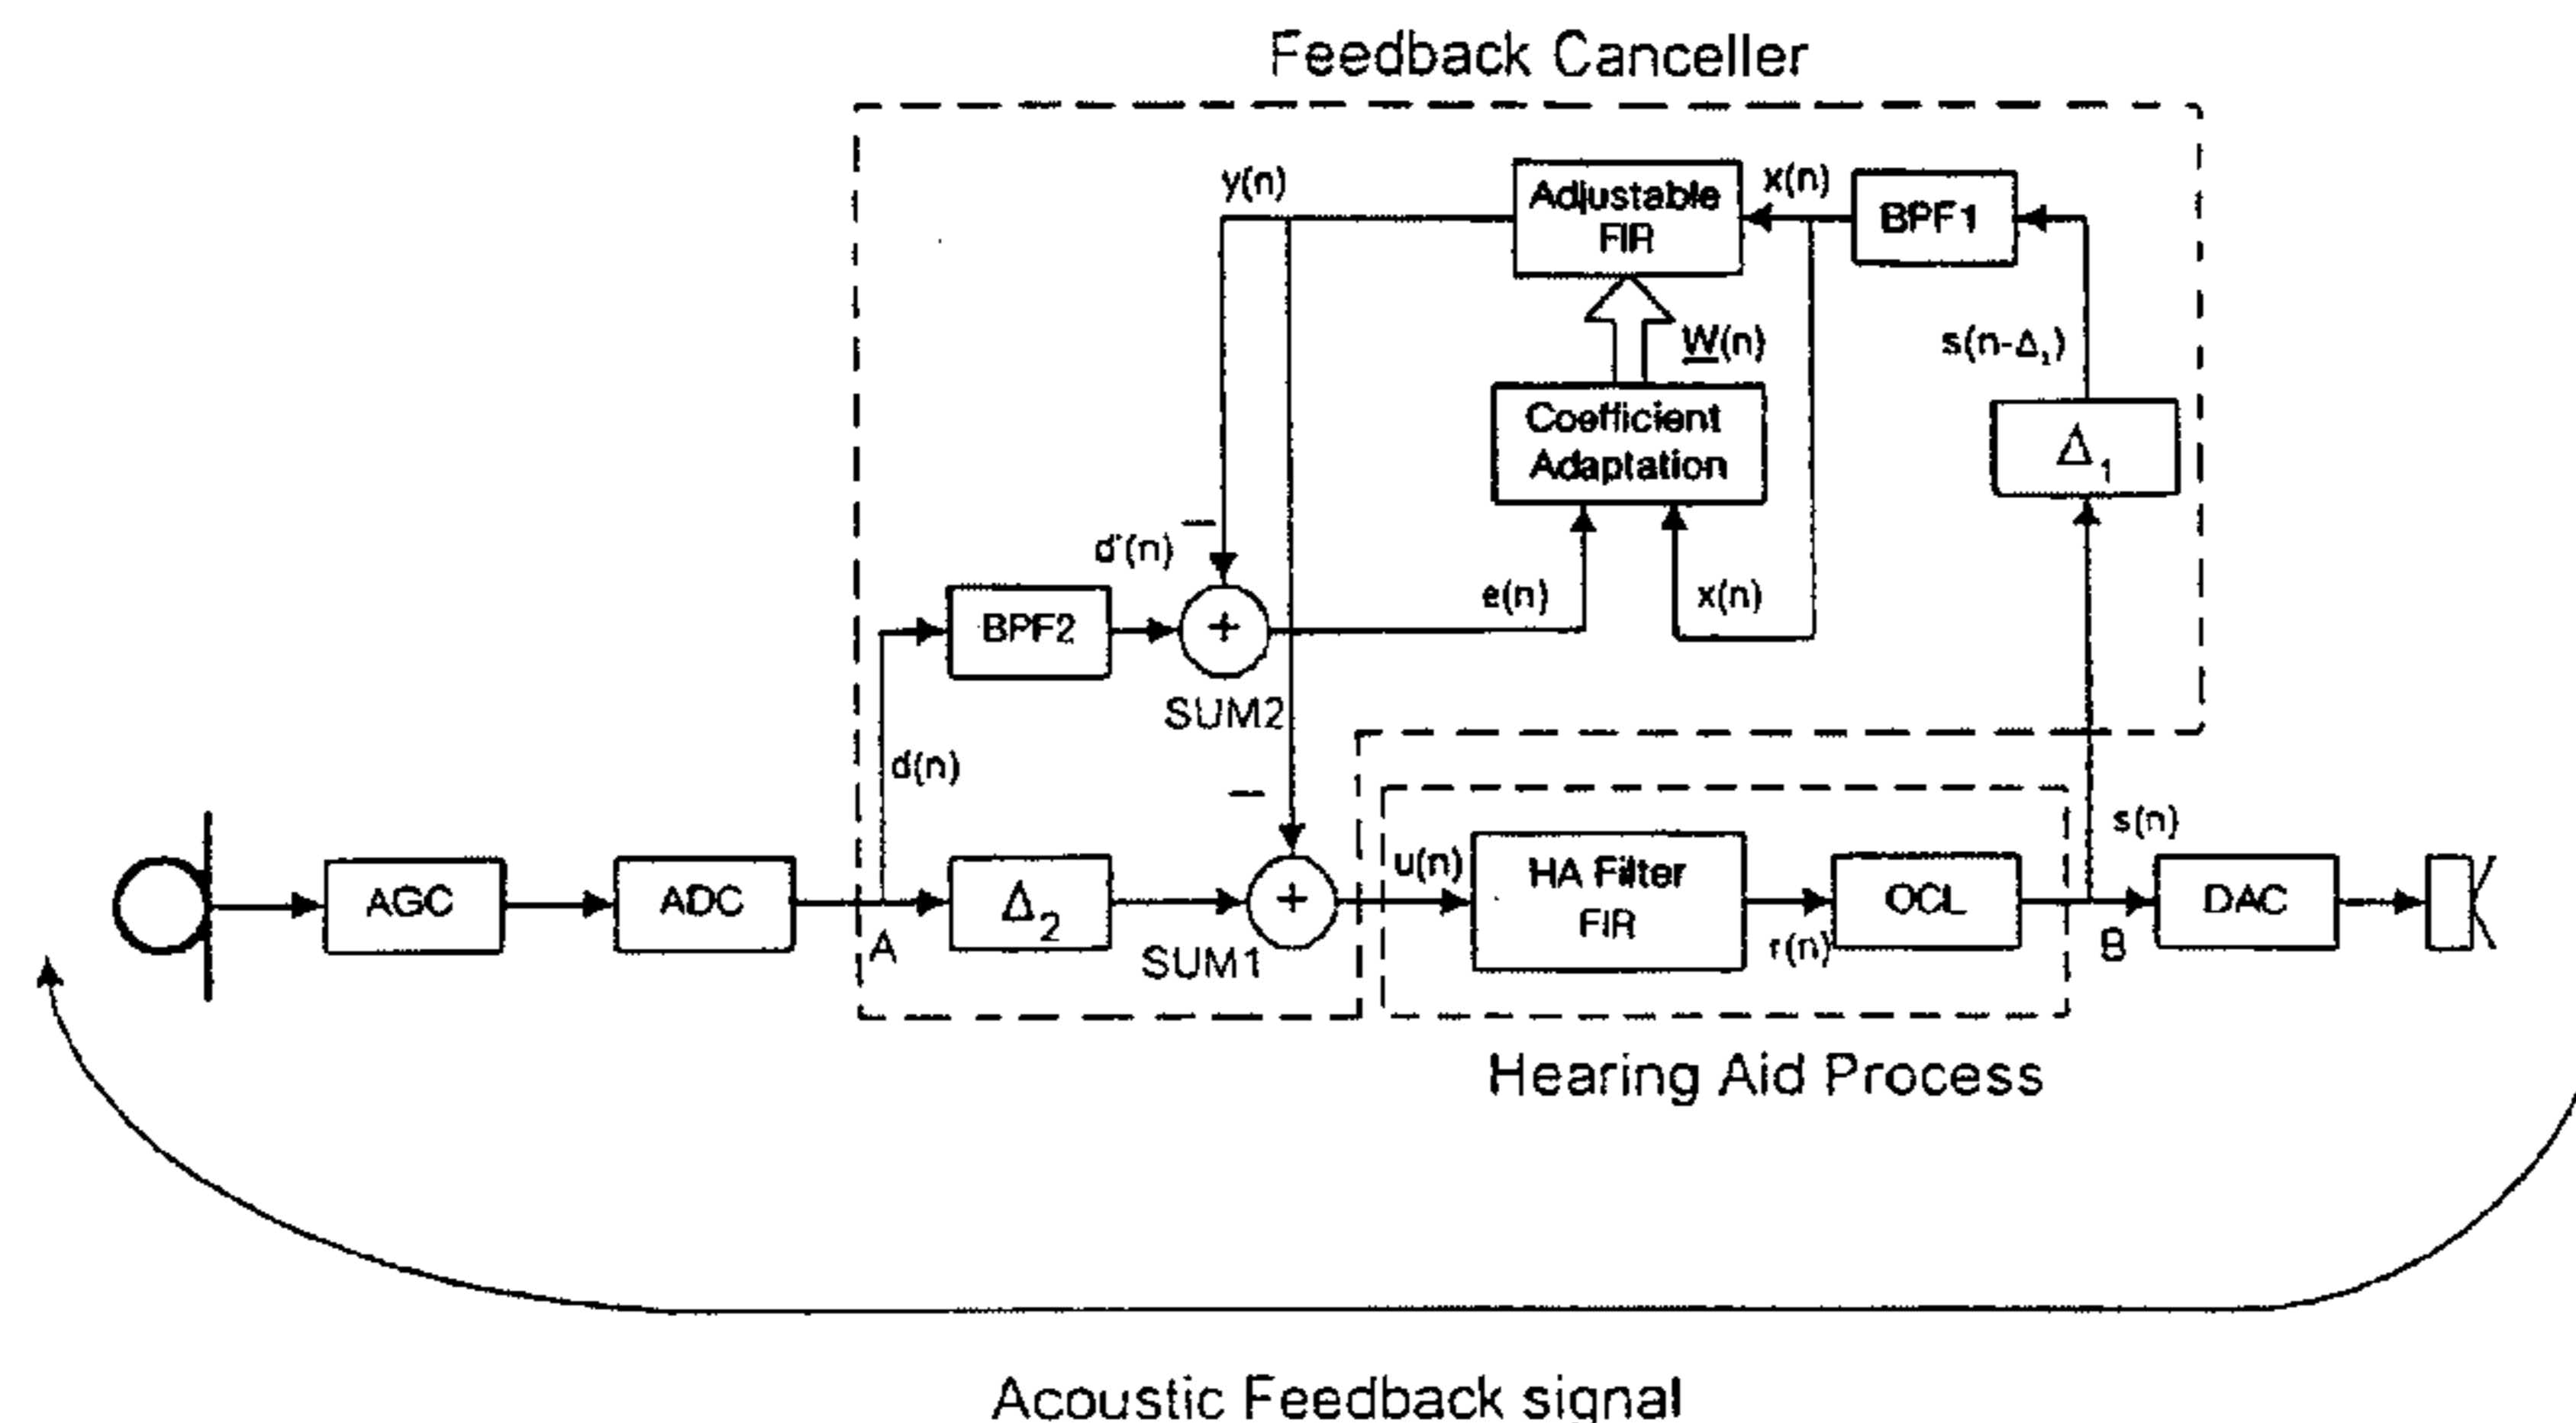 Feedback Canceller
y(n)
Adjustable
FIR
x(n)
BPF1
W(n)
s(n-Δ₁)
Coefficient
Adaptation
Δ₁
d'(n)
−
BPF2
+
e(n)
x(n)
SUM2
d(n)
−
s(n)
AGC
ADC
A
Δ₂
SUM1
+
u(n)
HA Filter
FIR
r(n)
OCL
B
DAC
Hearing Aid Process
Acoustic Feedback signal